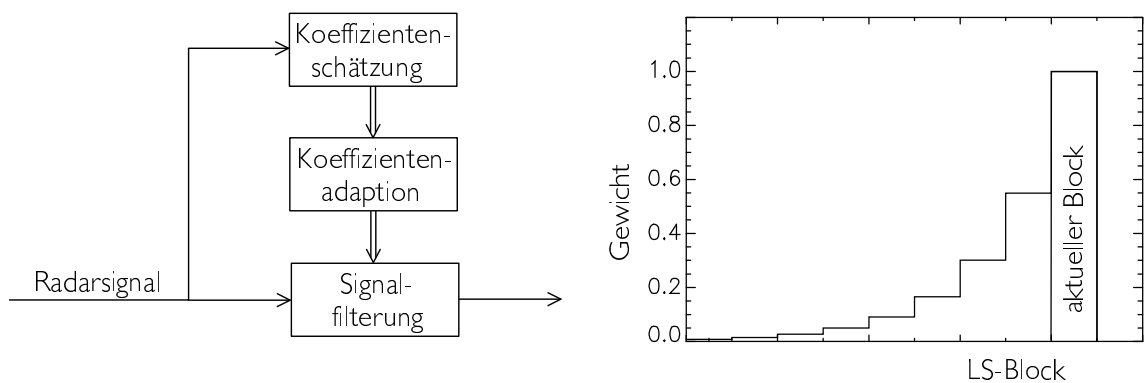 Koeffizienten-
schätzung
Koeffizienten-
adaption
Radarsignal
Signal-
filterung
Gewicht
1.0
0.8
0.6
0.4
0.2
0.0
aktueller Block
LS-Block